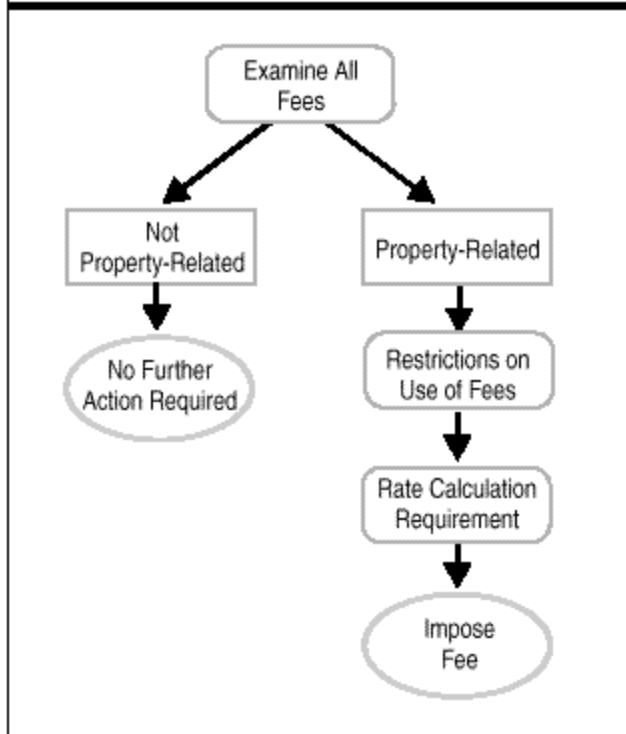 Examine All
Fees
Not
Property-Related
Property-Related
No Further
Action Required
Restrictions on
Use of Fees
Rate Calculation
Requirement
Impose
Fee